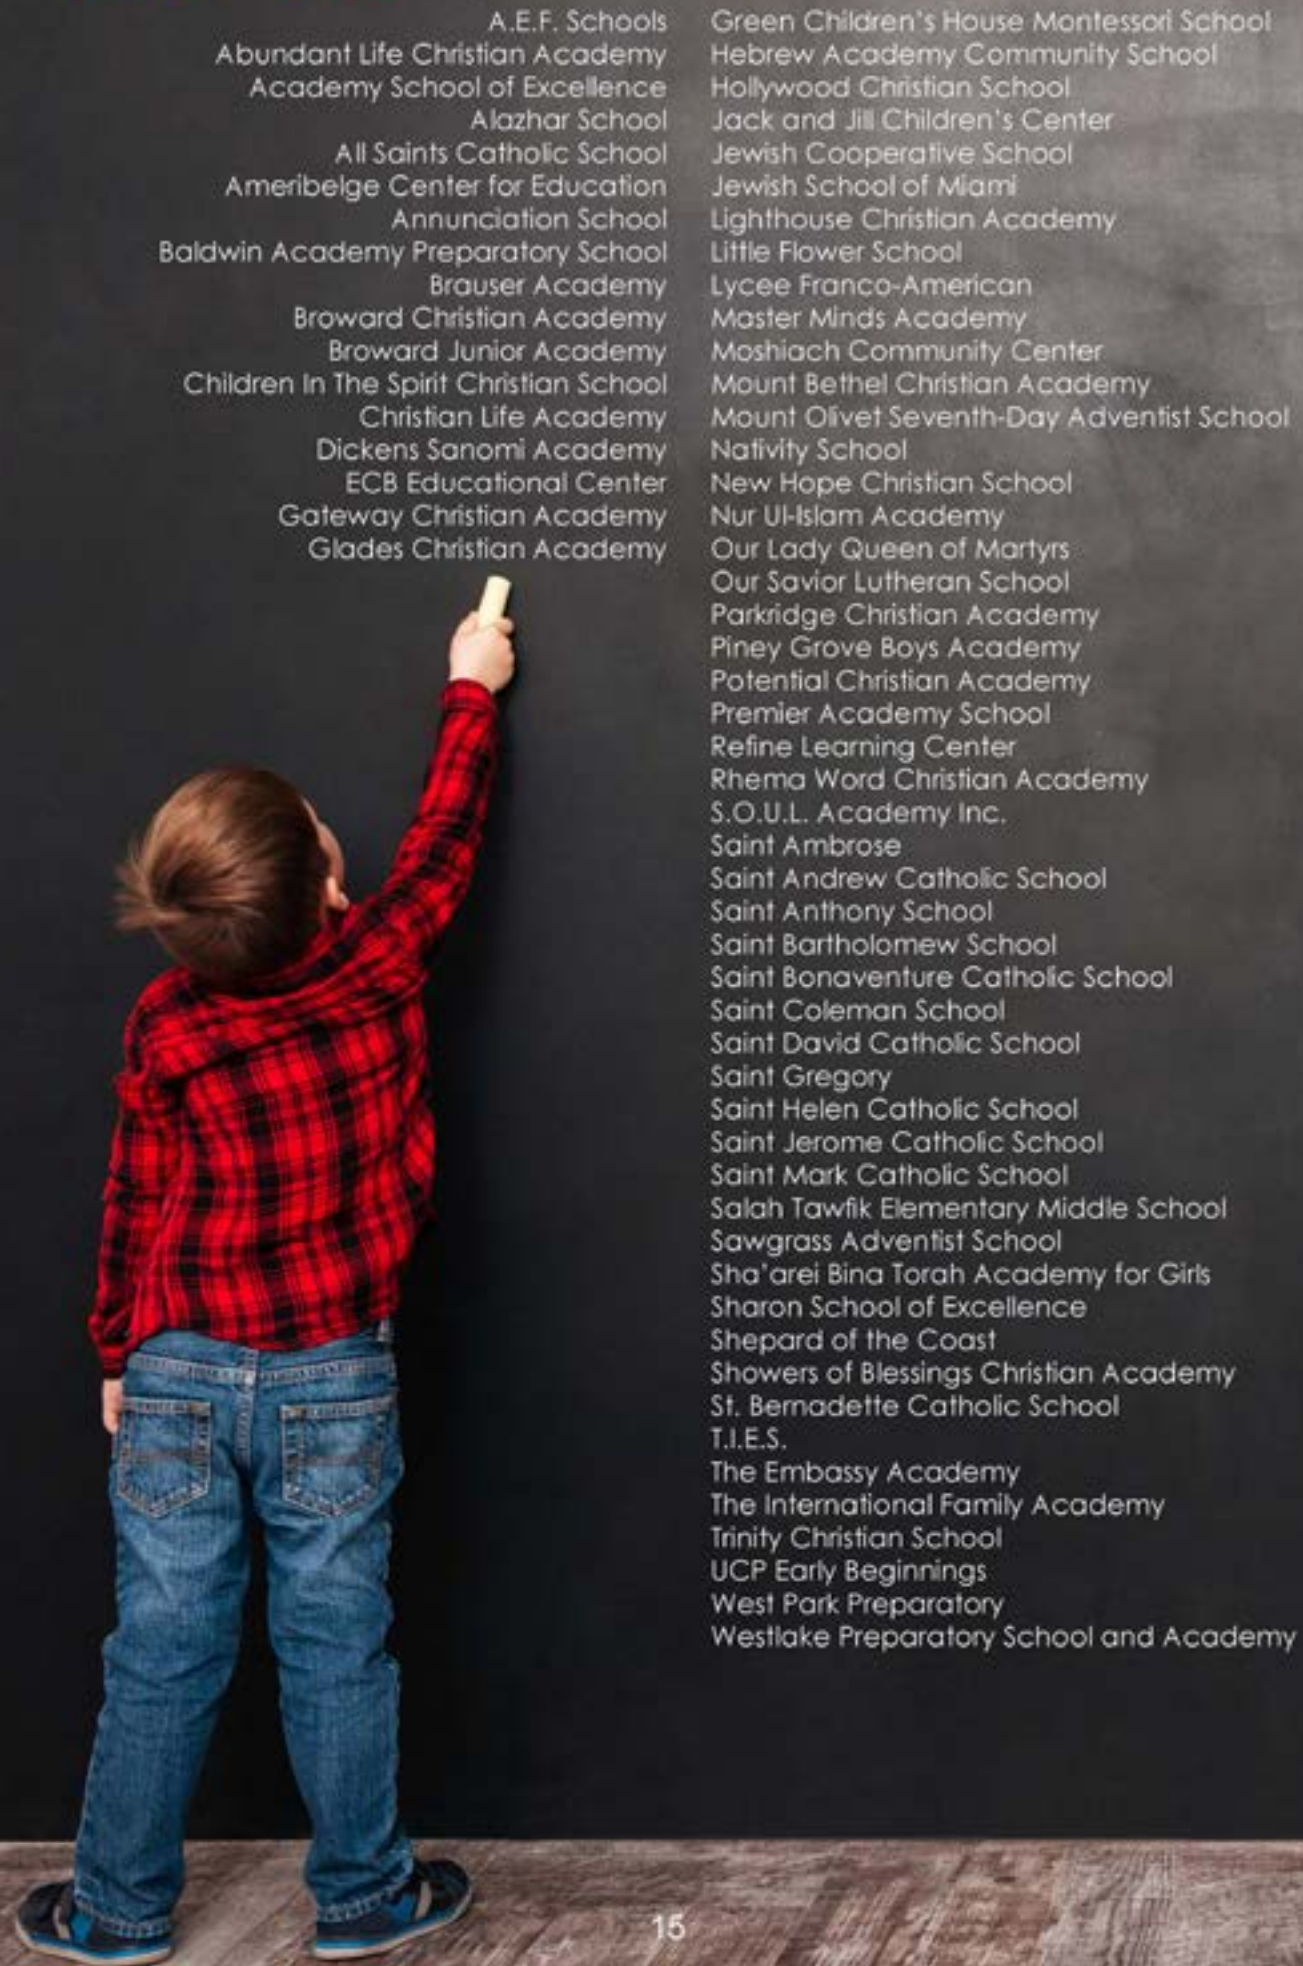 A.E.F. Schools
Abundant Life Christian Academy
Academy School of Excellence
Alazhar School
All Saints Catholic School
Ameribelge Center for Education
Annunciation School
Baldwin Academy Preparatory School
Brauser Academy
Broward Christian Academy
Broward Junior Academy
Children In The Spirit Christian School
Christian Life Academy
Dickens Sanomi Academy
ECB Educational Center
Gateway Christian Academy
Glades Christian Academy
Green Children's House Montessori School
Hebrew Academy Community School
Hollywood Christian School
Jack and Jill Children's Center
Jewish Cooperative School
Jewish School of Miami
Lighthouse Christian Academy
Little Flower School
Lycee Franco-American
Master Minds Academy
Moshiach Community Center
Mount Bethel Christian Academy
Mount Olivet Seventh-Day Adventist School
Nativity School
New Hope Christian School
Nur Ul-Islam Academy
Our Lady Queen of Martyrs
Our Savior Lutheran School
Parkridge Christian Academy
Piney Grove Boys Academy
Potential Christian Academy
Premier Academy School
Refine Learning Center
Rhema Word Christian Academy
S.O.U.L. Academy Inc.
Saint Ambrose
Saint Andrew Catholic School
Saint Anthony School
Saint Bartholomew School
Saint Bonaventure Catholic School
Saint Coleman School
Saint David Catholic School
Saint Gregory
Saint Helen Catholic School
Saint Jerome Catholic School
Saint Mark Catholic School
Salah Tawfik Elementary Middle School
Sawgrass Adventist School
Sha'arei Bina Torah Academy for Girls
Sharon School of Excellence
Shepard of the Coast
Showers of Blessings Christian Academy
St. Bernadette Catholic School
T.I.E.S.
The Embassy Academy
The International Family Academy
Trinity Christian School
UCP Early Beginnings
West Park Preparatory
Westlake Preparatory School and Academy
15